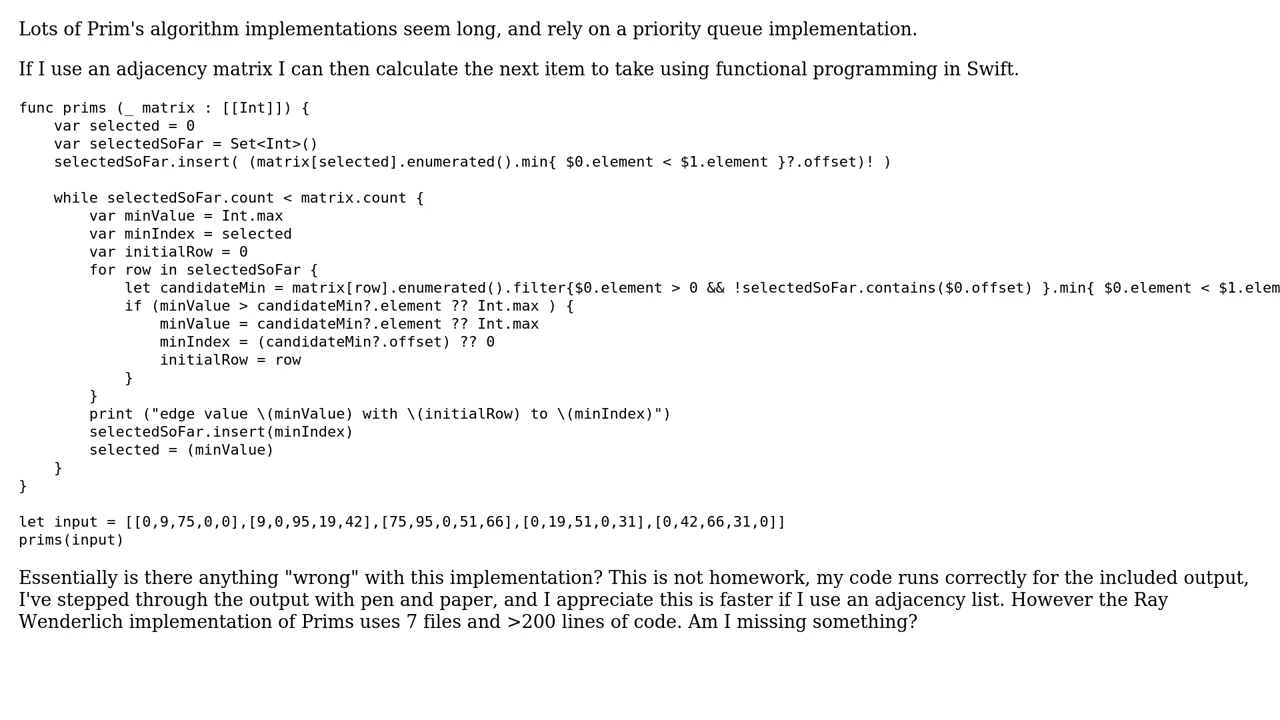 Lots of Prim's algorithm implementations seem long, and rely on a priority queue implementation.
If I use an adjacency matrix I can then calculate the next item to take using functional programming in Swift.
func prims (_ matrix : [[Int]]) {
    var selected = 0
    var selectedSoFar = Set<Int>()
    selectedSoFar.insert( (matrix[selected].enumerated().min{ $0.element < $1.element }?.offset)! )
    while selectedSoFar.count < matrix.count {
        var minValue = Int.max
        var minIndex = selected
        var initialRow = 0
        for row in selectedSoFar {
            let candidateMin = matrix[row].enumerated().filter{$0.element > 0 && !selectedSoFar.contains($0.offset) }.min{ $0.element < $1.elem
            if (minValue > candidateMin?.element ?? Int.max ) {
                minValue = candidateMin?.element ?? Int.max
                minIndex = (candidateMin?.offset) ?? 0
                initialRow = row
            }
        }
        print ("edge value \(minValue) with \(initialRow) to \(minIndex)")
        selectedSoFar.insert(minIndex)
        selected = (minValue)
    }
}
let input = [[0,9,75,0,0],[9,0,95,19,42],[75,95,0,51,66],[0,19,51,0,31],[0,42,66,31,0]]
prims(input)
Essentially is there anything "wrong" with this implementation? This is not homework, my code runs correctly for the included output,
I've stepped through the output with pen and paper, and I appreciate this is faster if I use an adjacency list. However the Ray
Wenderlich implementation of Prims uses 7 files and >200 lines of code. Am I missing something?